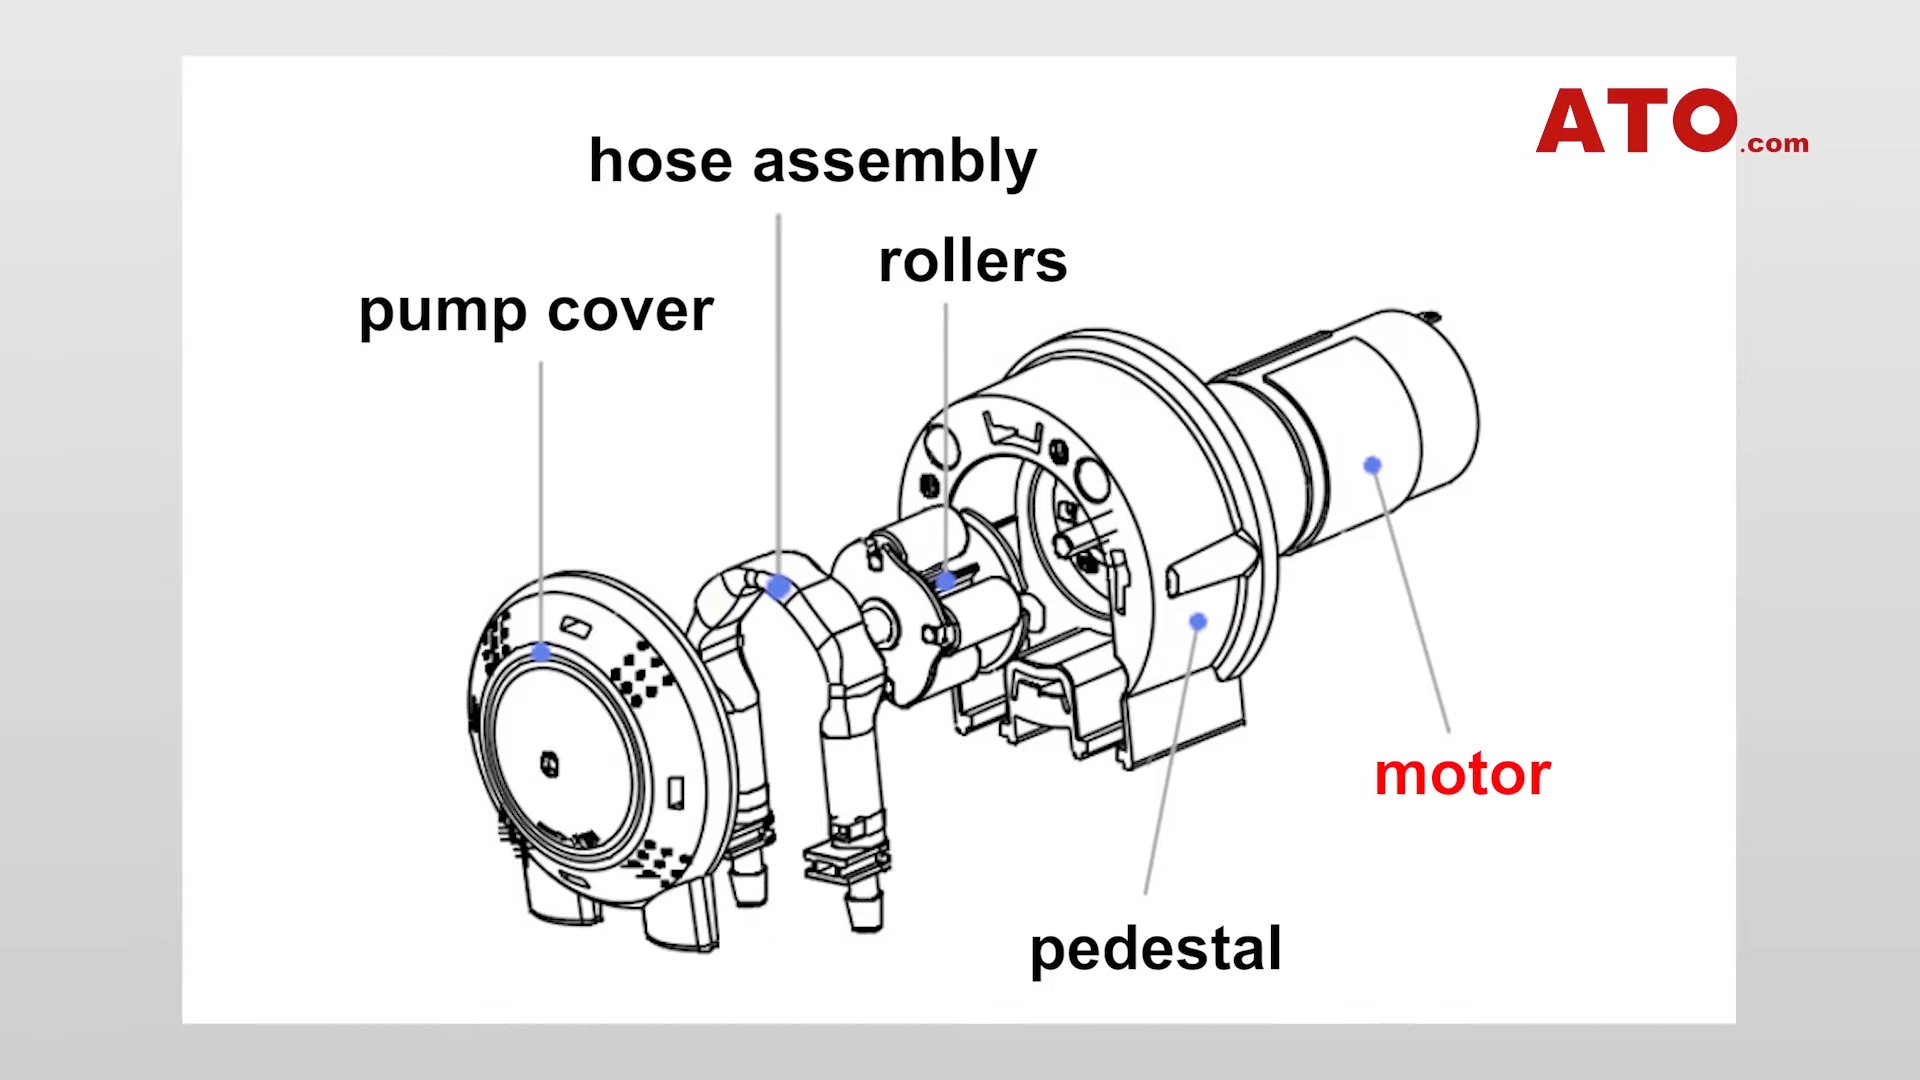 ATO.com
hose assembly
rollers
pump cover
motor
pedestal